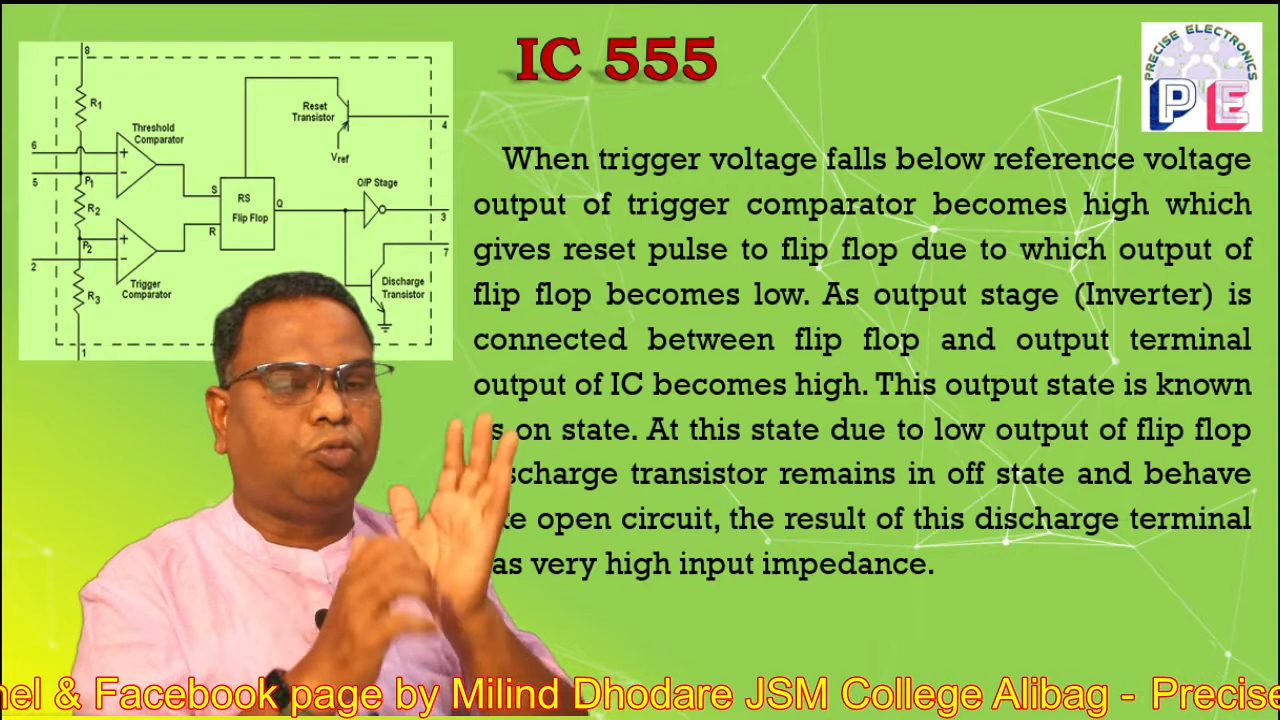 IC 555
PRECISE ELECTRONICS
PE
8
R1
Reset
Transistor
4
Threshold
Comparator
6
+
Vref
5
-
P1
S
RS
Flip Flop
Q
O/P Stage
3
R2
R
7
P2
+
2
-
Discharge
Transistor
Trigger
Comparator
R3
1
When trigger voltage falls below reference voltage
output of trigger comparator becomes high which
gives reset pulse to flip flop due to which output of
flip flop becomes low. As output stage (Inverter) is
connected between flip flop and output terminal
output of IC becomes high. This output state is known
on state. At this state due to low output of flip flop
transistor remains in off state and behave
open circuit, the result of this discharge terminal
very high input impedance.
& Facebook page by Milind Dhodare JSM College Alibag - Precise